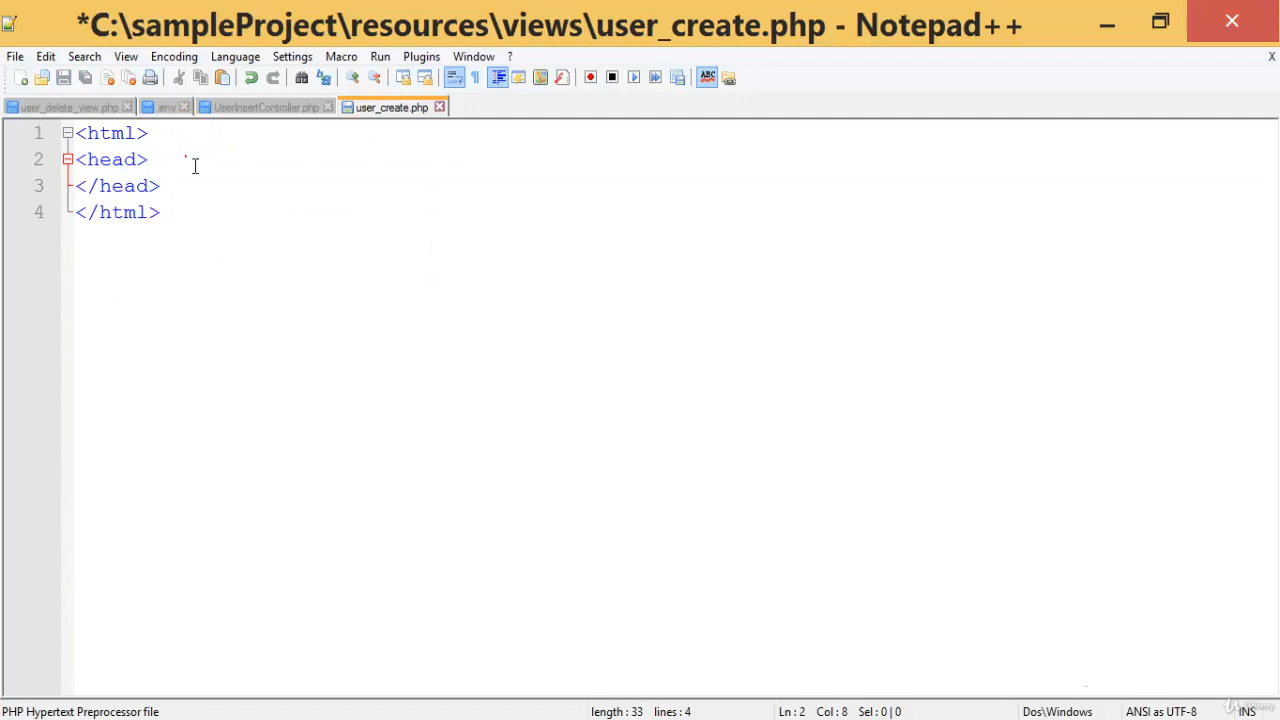 *C:\sampleProject\resources\views\user_create.php - Notepad++
File Edit Search View Encoding Language Settings Macro Run Plugins Window ? X
user_delete_view.php .env UserInsertController.php user_create.php
1 <html>
2 <head>
3 </head>
4 </html>
PHP Hypertext Preprocessor file length : 33 lines : 4 Ln : 2 Col : 8 Sel : 0 | 0 Dos\Windows ANSI as UTF-8 INS
Udemy